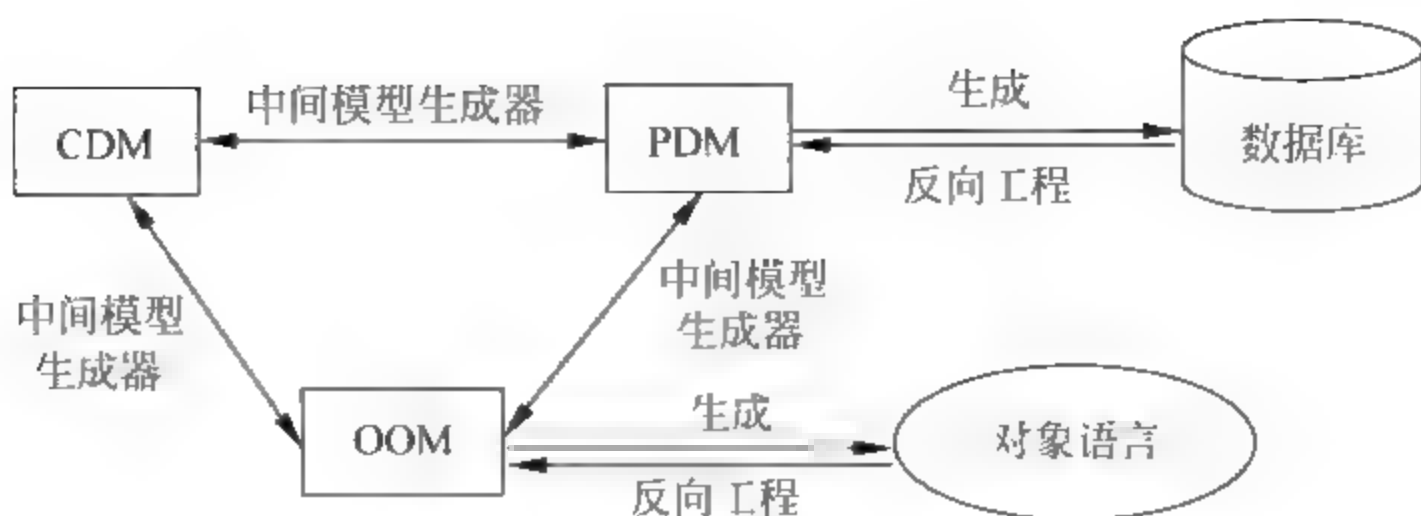 中间模型生成器
生成
CDM
PDM
数据库
反向工程
中间模型
生成器
中间模型
生成器
生成
OOM
对象语言
反向工程